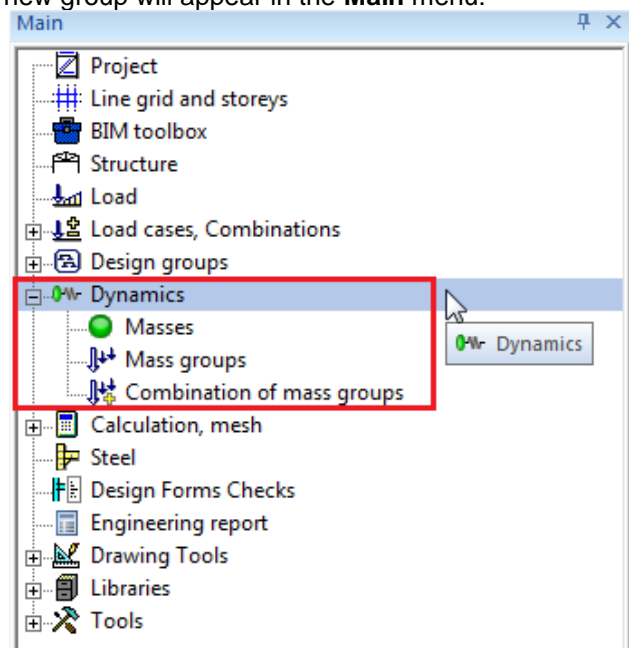 new group will appear in the Main menu.
Main
Project
Line grid and storeys
BIM toolbox
Structure
Load
Load cases, Combinations
Design groups
Dynamics
Masses
Dynamics
Mass groups
Combination of mass groups
Calculation, mesh
Steel
Design Forms Checks
Engineering report
Drawing Tools
Libraries
Tools